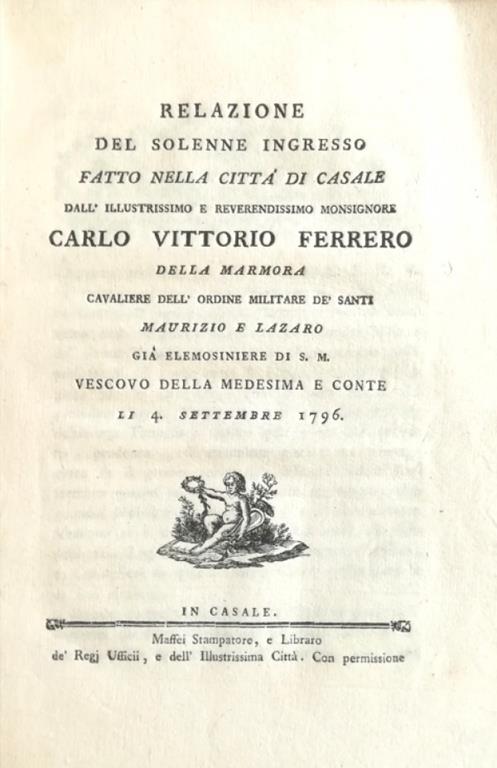 RELAZIONE
DEL SOLENNE INGRESSO
FATTO NELLA CITTÀ DI CASALE
DALL' ILLUSTRISSIMO E REVERENDISSIMO MONSIGNORE
CARLO VITTORIO FERRERO
DELLA MARMORA
CAVALIERE DELL' ORDINE MILITARE DE' SANTI
MAURIZIO E LAZARO
GIÀ ELEMOSINIERE DI S. M.
VESCOVO DELLA MEDESIMA E CONTE
LI 4. SETTEMBRE 1796.
IN CASALE.
Maffei Stampatore, e Libraro
de' Regj Ufficii, e dell' Illustrissima Città. Con permissione